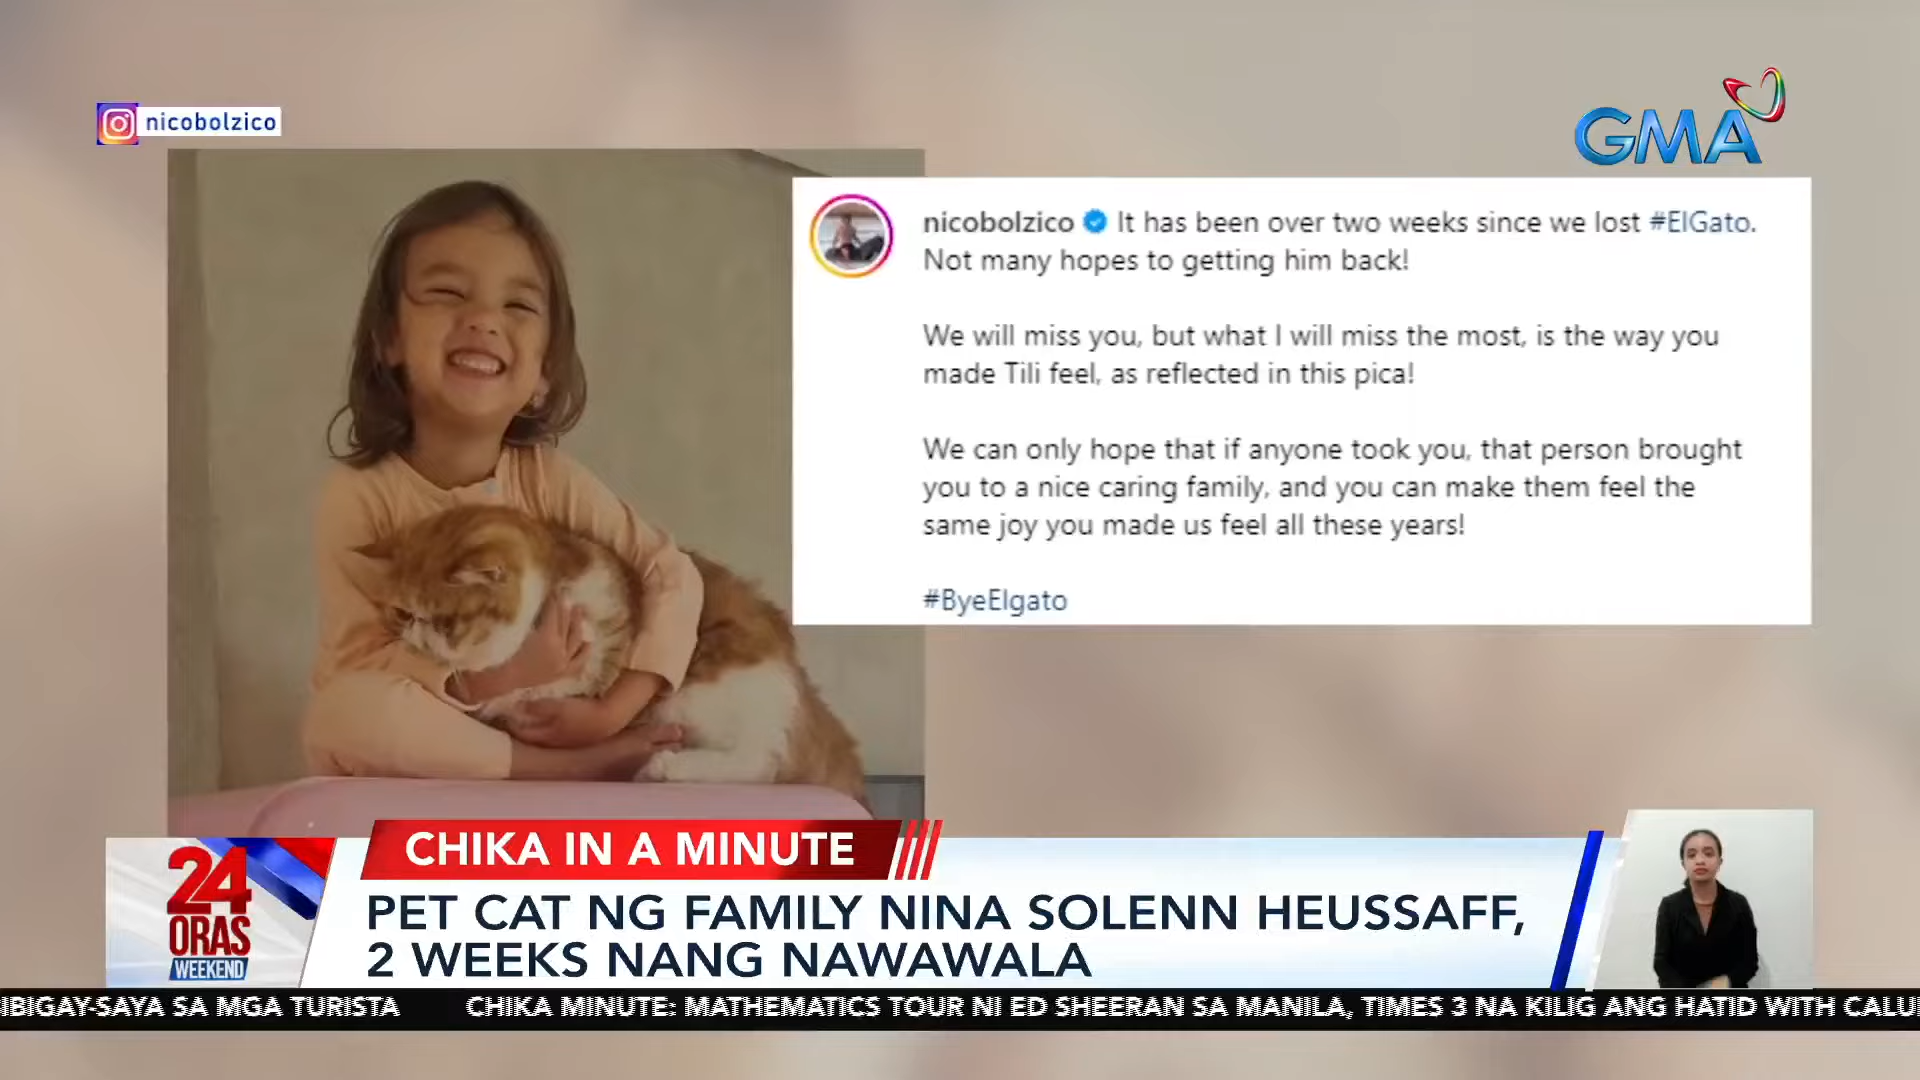 nicobolzico
GMA
nicobolzico It has been over two weeks since we lost #ElGato.
Not many hopes to getting him back!
We will miss you, but what I will miss the most, is the way you
made Tili feel, as reflected in this pica!
We can only hope that if anyone took you, that person brought
you to a nice caring family, and you can make them feel the
same joy you made us feel all these years!
#ByeElgato
CHIKA IN A MINUTE
24
ORAS
WEEKEND
PET CAT NG FAMILY NINA SOLENN HEUSSAFF,
2 WEEKS NANG NAWAWALA
IBIGAY-SAYA SA MGA TURISTA CHIKA MINUTE: MATHEMATICS TOUR NI ED SHEERAN SA MANILA, TIMES 3 NA KILIG ANG HATID WITH